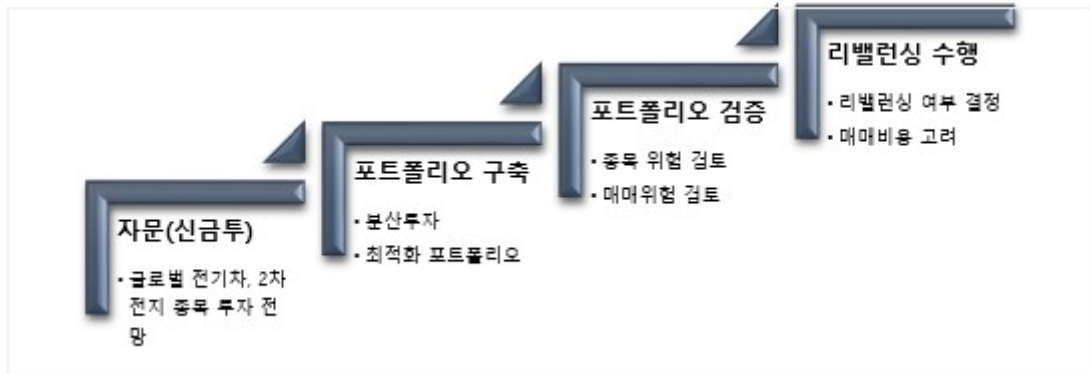 자문(신금투)
• 글로벌 전기차, 2차
전지 종목 투자 전
망
포트폴리오 구축
• 분산투자
• 최적화 포트폴리오
포트폴리오 검증
• 종목 위험 검토
• 매매위험 검토
리밸런싱 수행
• 리밸런싱 여부 결정
• 매매비용 고려